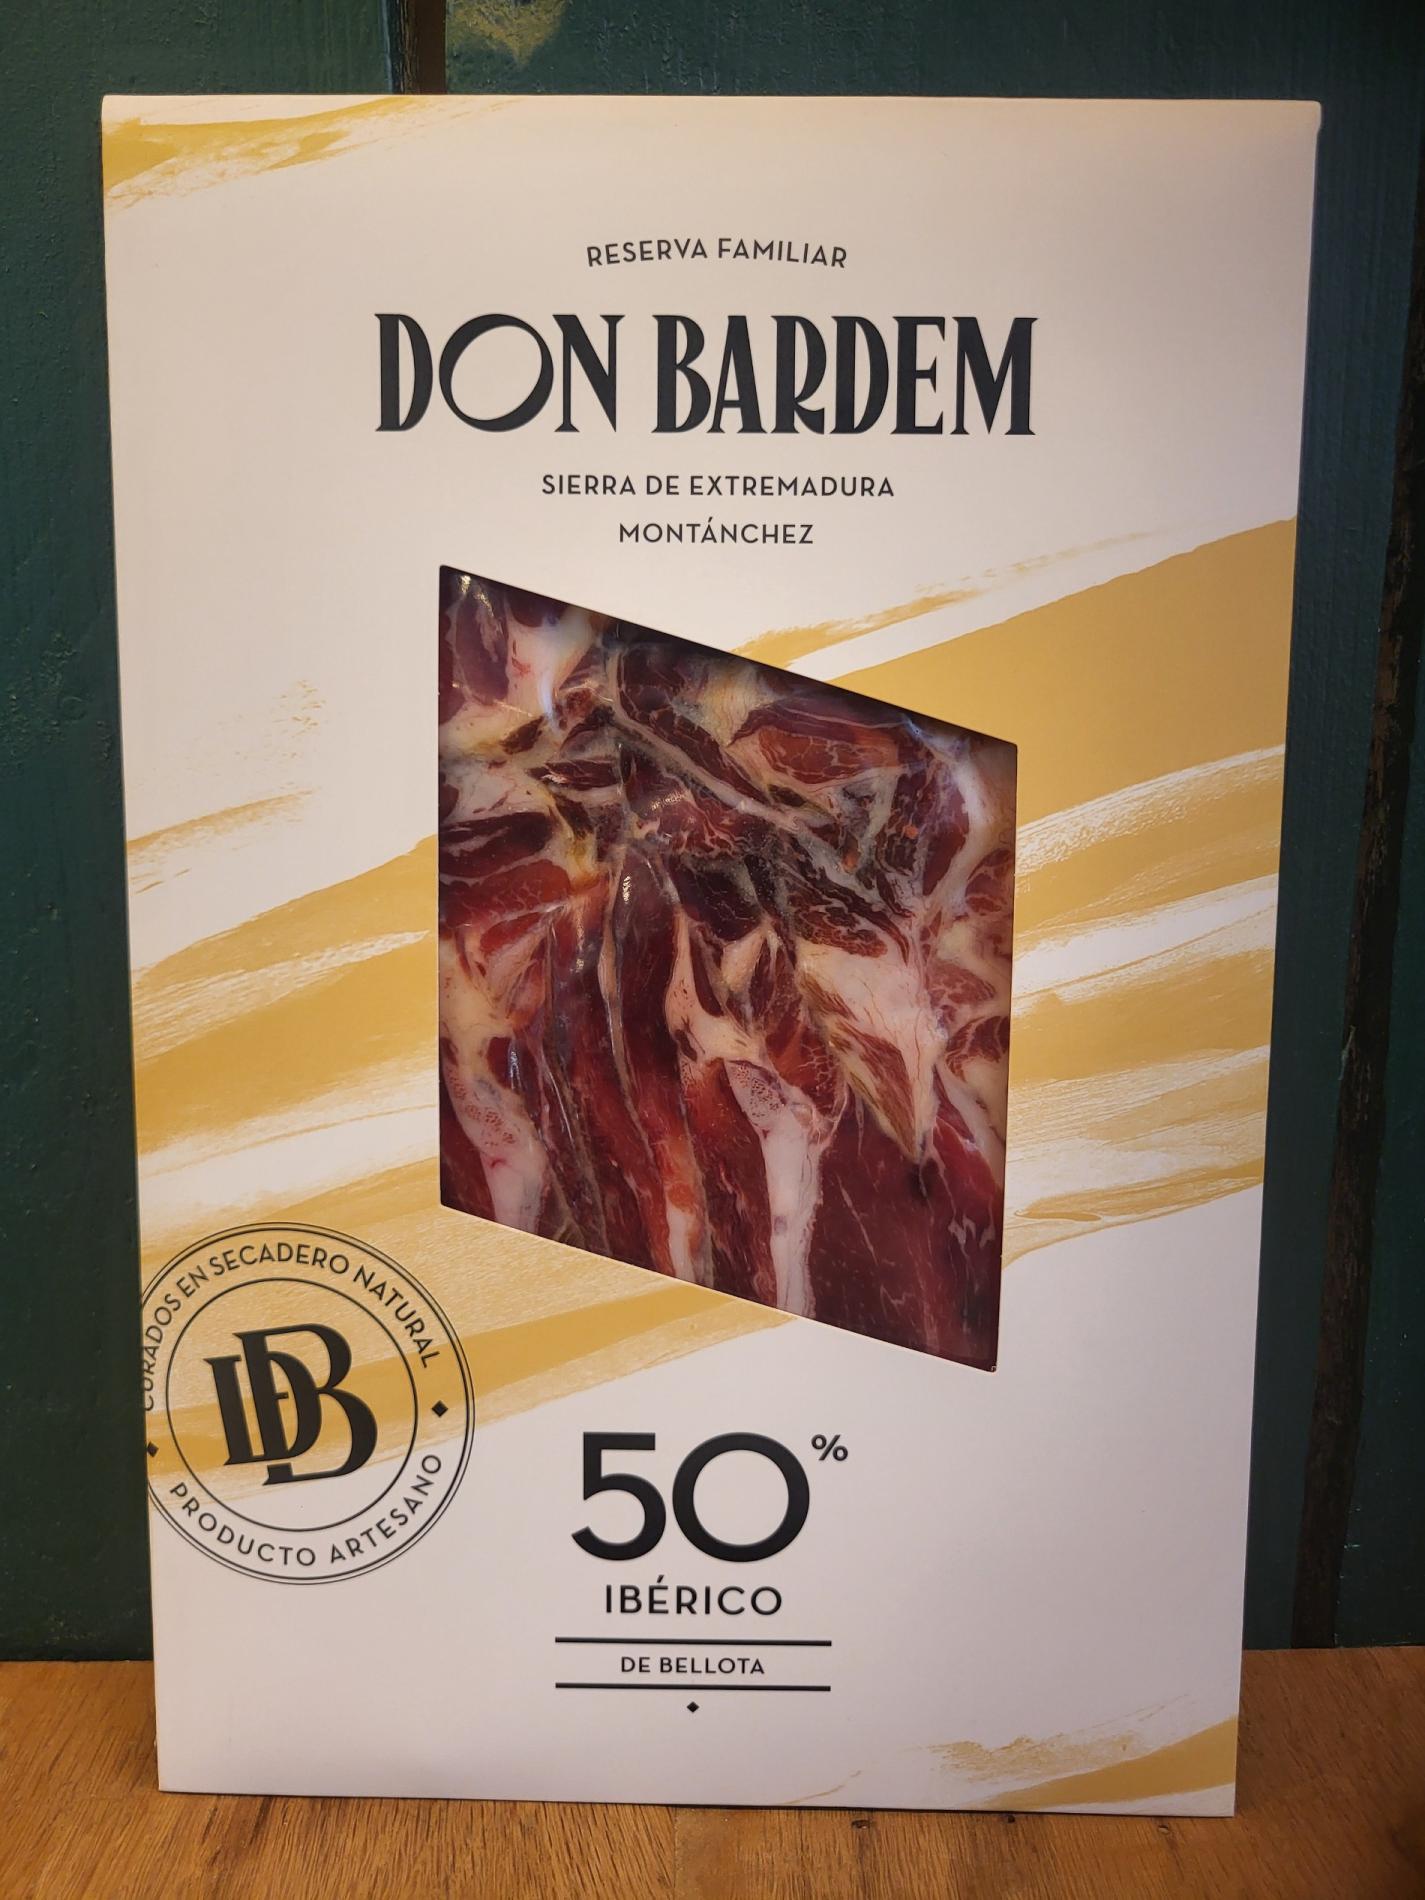 RESERVA FAMILIAR
DON BARDEM
SIERRA DE EXTREMADURA
MONTÁNCHEZ
CURADOS EN SECADERO NATURAL
DB
PRODUCTO ARTESANO
50%
IBÉRICO
DE BELLOTA